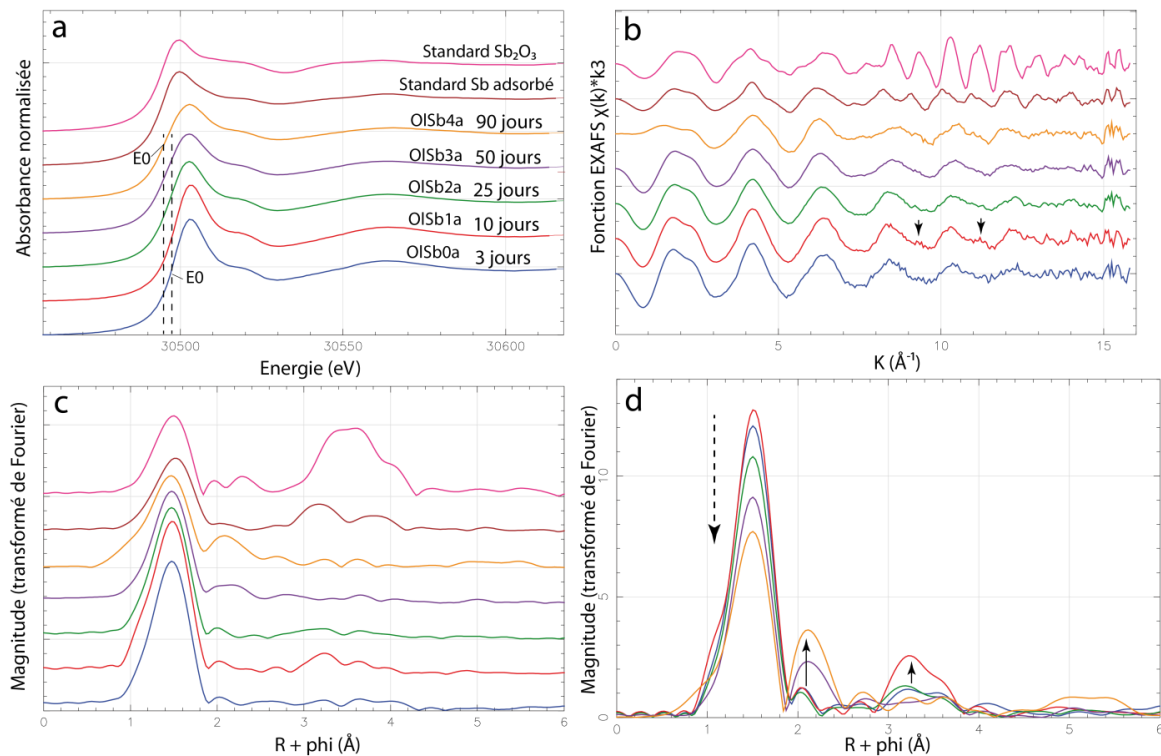 a
Absorbance normalisée
Standard Sb₂O₃
Standard Sb adsorbé
OlSb4a 90 jours
E0
OlSb3a 50 jours
OlSb2a 25 jours
OlSb1a 10 jours
OlSb0a 3 jours
E0
30500 30550 30600
Energie (eV)
b
Fonction EXAFS χ(k)*k3
0 5 10 15
K (Å⁻¹)
c
Magnitude (transformé de Fourier)
0 1 2 3 4 5 6
R + phi (Å)
d
Magnitude (transformé de Fourier)
10
5
0
0 1 2 3 4 5 6
R + phi (Å)